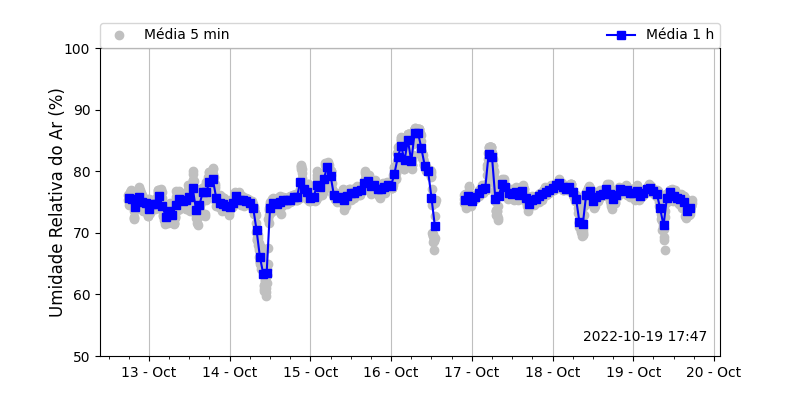 Média 5 min
Média 1 h
Umidade Relativa do Ar (%)
100
90
80
70
60
50
2022-10-19 17:47
13 - Oct
14 - Oct
15 - Oct
16 - Oct
17 - Oct
18 - Oct
19 - Oct
20 - Oct